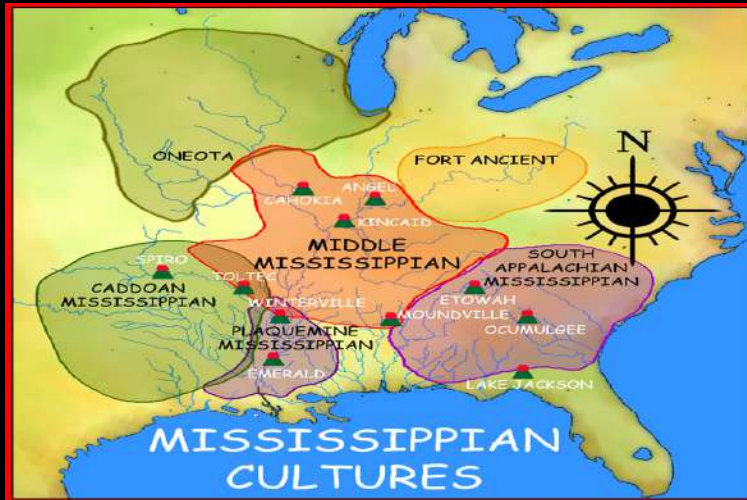 N
ONEOTA
FORT ANCIENT
ANGEL
CAHOKIA
KINCAID
MIDDLE
MISSISSIPPIAN
SPIRO
CADDOAN
MISSISSIPPIAN
TOLTEC
WINTERVILLE
PLAQUEMINE
MISSISSIPPIAN
EMERALD
SOUTH
APPALACHIAN
MISSISSIPPIAN
ETOWAH
MOUNDVILLE
OCUMULGEE
LAKE JACKSON
MISSISSIPPIAN
CULTURES